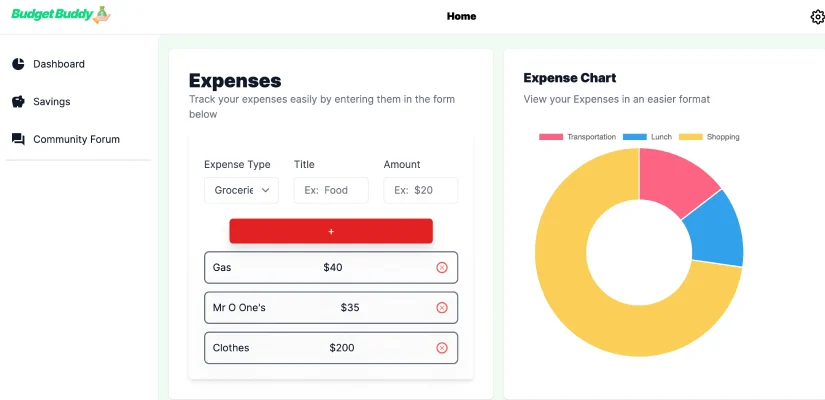 Budget Buddy
Home
Dashboard
Savings
Community Forum
Expenses
Track your expenses easily by entering them in the form
below
Expense Type Title Amount
Grocerie Ex: Food Ex: $20
+
Gas $40
Mr O One's $35
Clothes $200
Expense Chart
View your Expenses in an easier format
Transportation Lunch Shopping